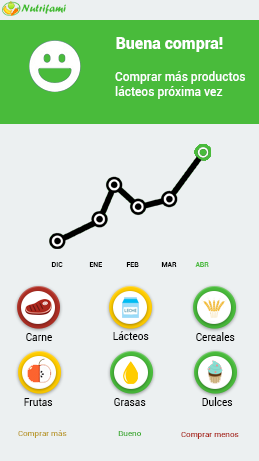 Nutrifami
Buena compra!
Comprar más productos
lácteos próxima vez
DIC ENE FEB MAR ABR
LECHE
Carne Lácteos Cereales
Frutas Grasas Dulces
Comprar más Bueno Comprar menos